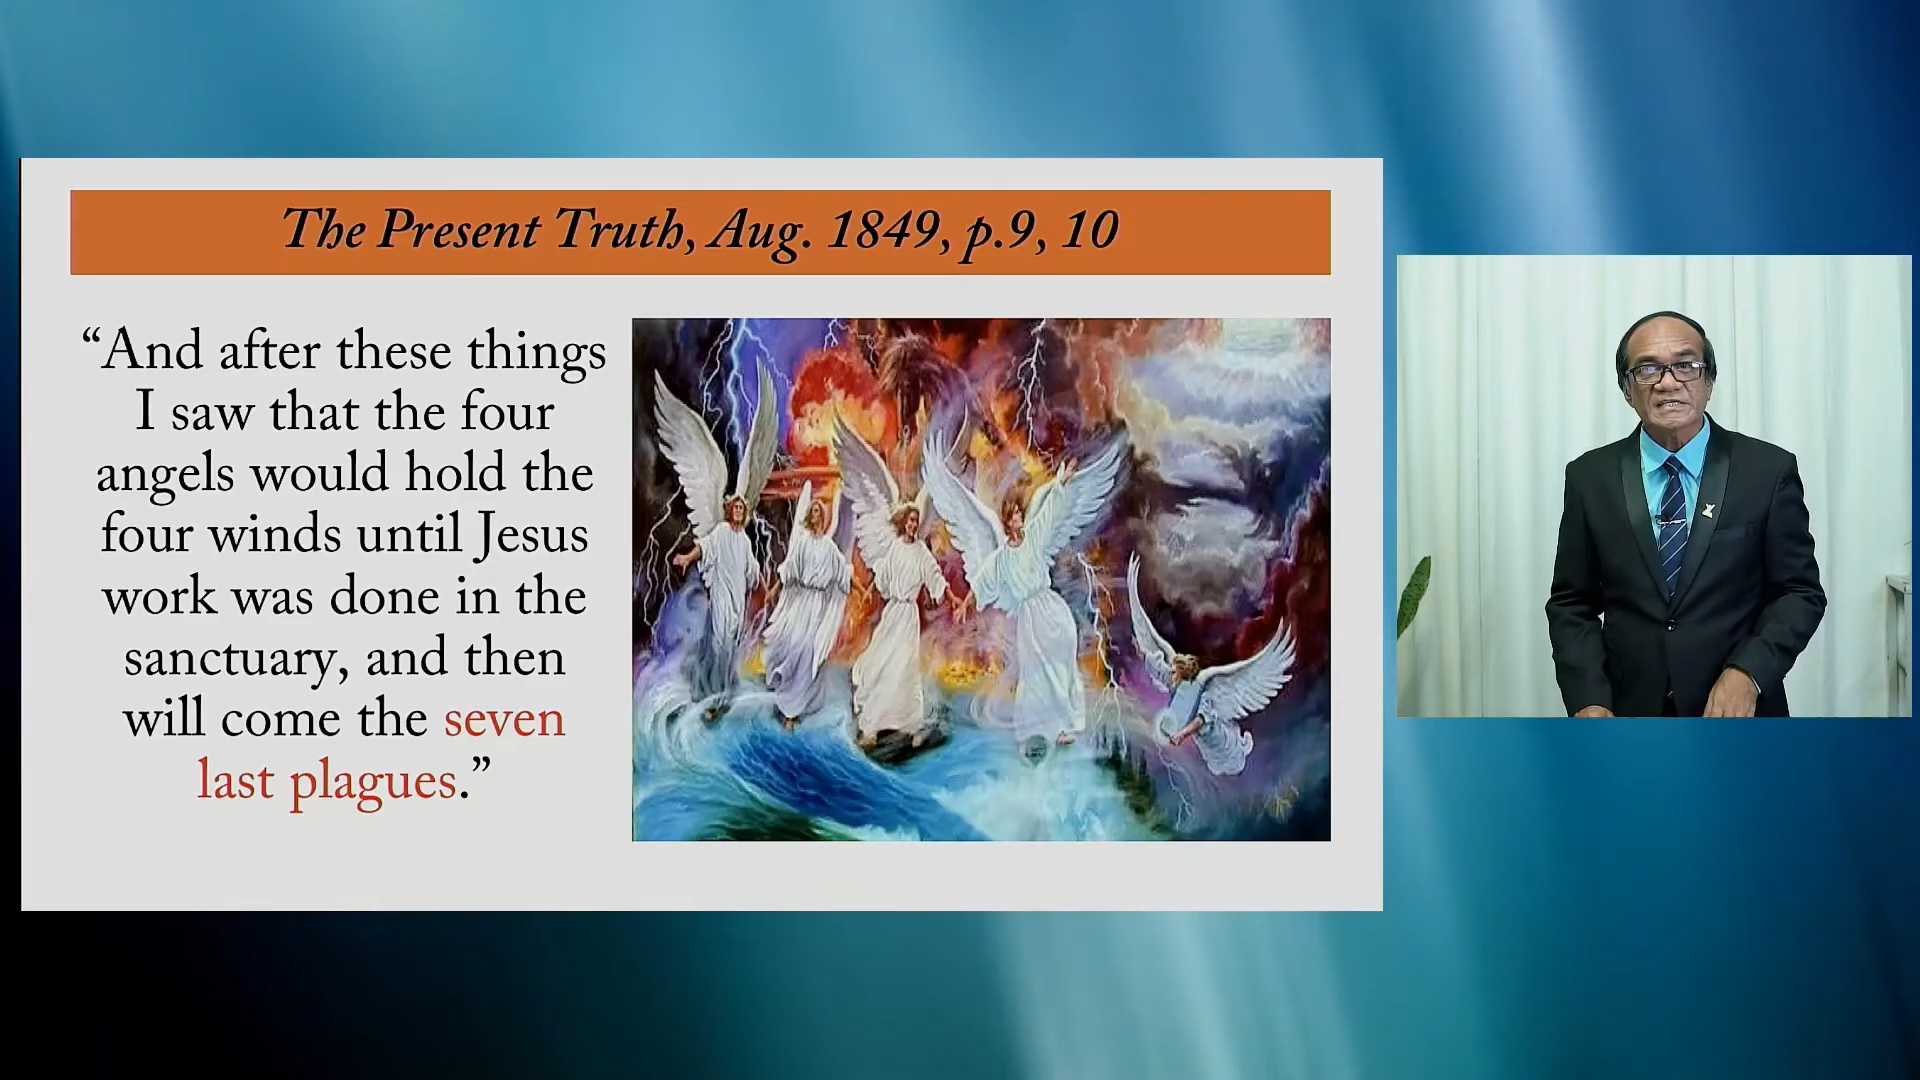 The Present Truth, Aug. 1849, p.9, 10
“And after these things
I saw that the four
angels would hold the
four winds until Jesus
work was done in the
sanctuary, and then
will come the seven
last plagues.”